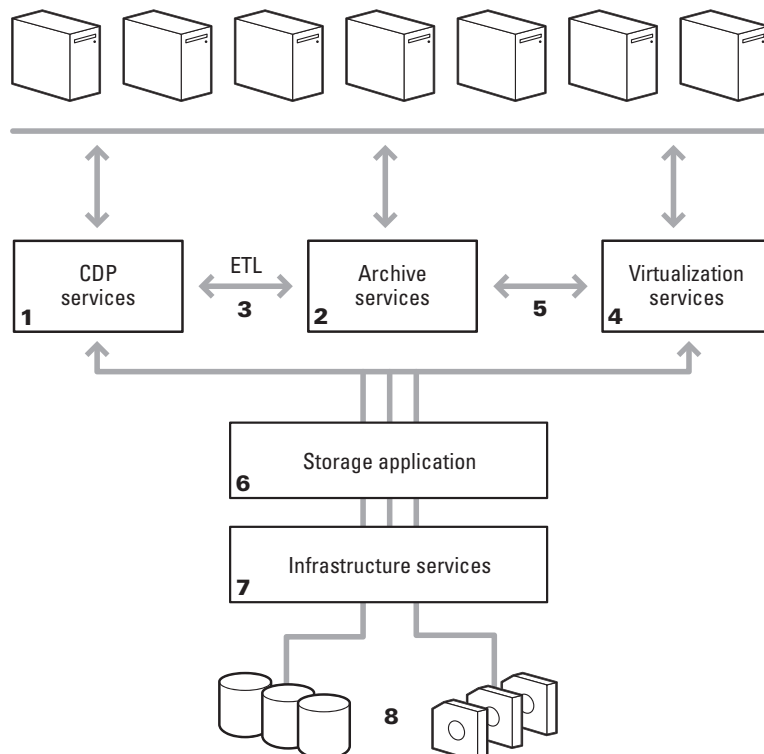 CDP
services
1
ETL
3
Archive
services
2
5
Virtualization
services
4
Storage application
6
Infrastructure services
7
8